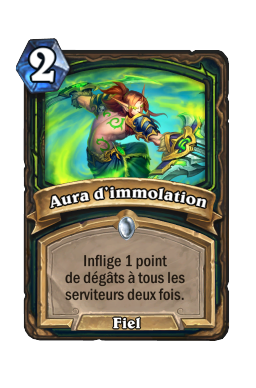 2
Aura d'immolation
Inflige 1 point
de dégâts à tous les
serviteurs deux fois.
Fiel